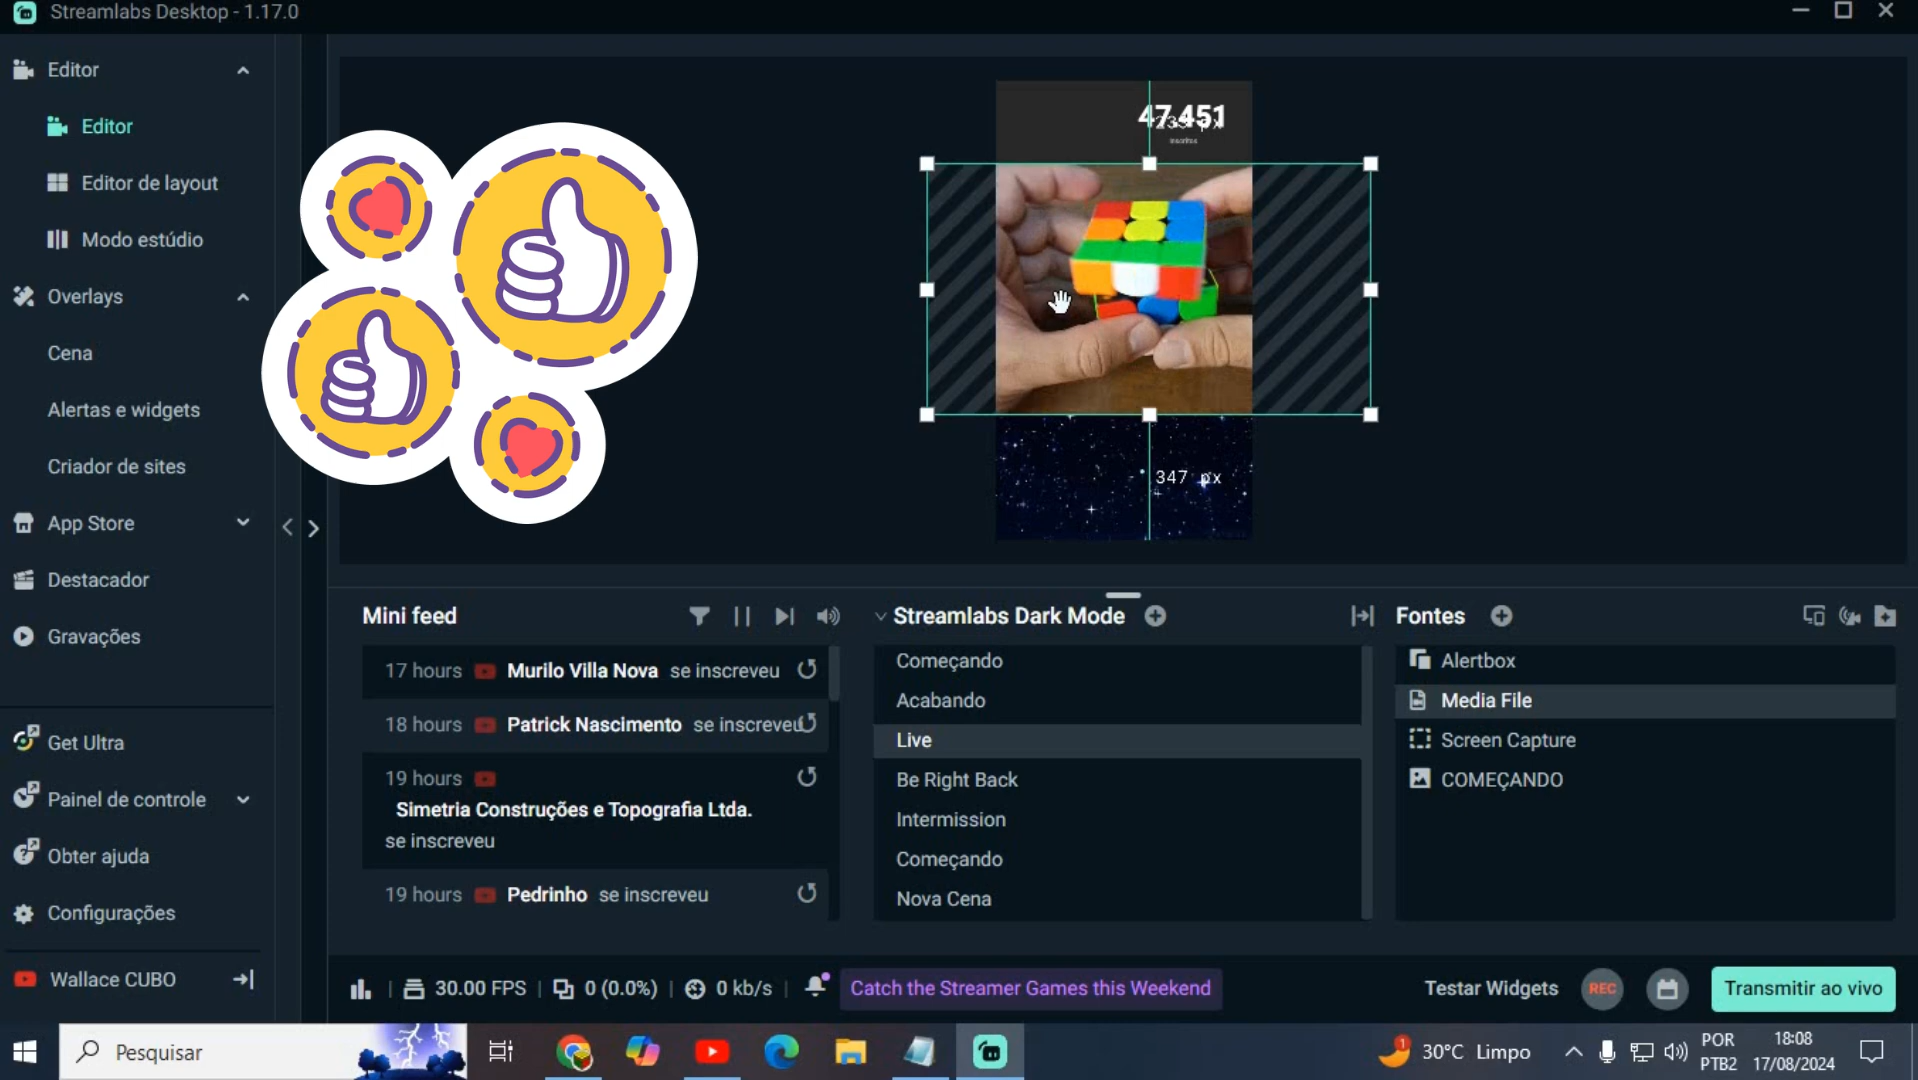 Streamlabs Desktop - 1.17.0
Editor
Editor
Editor de layout
Modo estúdio
Overlays
Cena
Alertas e widgets
Criador de sites
App Store
Destacador
Gravações
Get Ultra
Painel de controle
Obter ajuda
Configurações
Wallace CUBO
47.451
inscritos
347 px
Mini feed
17 hours Murilo Villa Nova se inscreveu
18 hours Patrick Nascimento se inscreveu
19 hours
Simetria Construções e Topografia Ltda.
se inscreveu
19 hours Pedrinho se inscreveu
Streamlabs Dark Mode
Começando
Acabando
Live
Be Right Back
Intermission
Começando
Nova Cena
Fontes
Alertbox
Media File
Screen Capture
COMEÇANDO
30.00 FPS
0 (0.0%)
0 kb/s
Catch the Streamer Games this Weekend
Testar Widgets
REC
Transmitir ao vivo
Pesquisar
1
30°C Limpo
POR
PTB2
18:08
17/08/2024